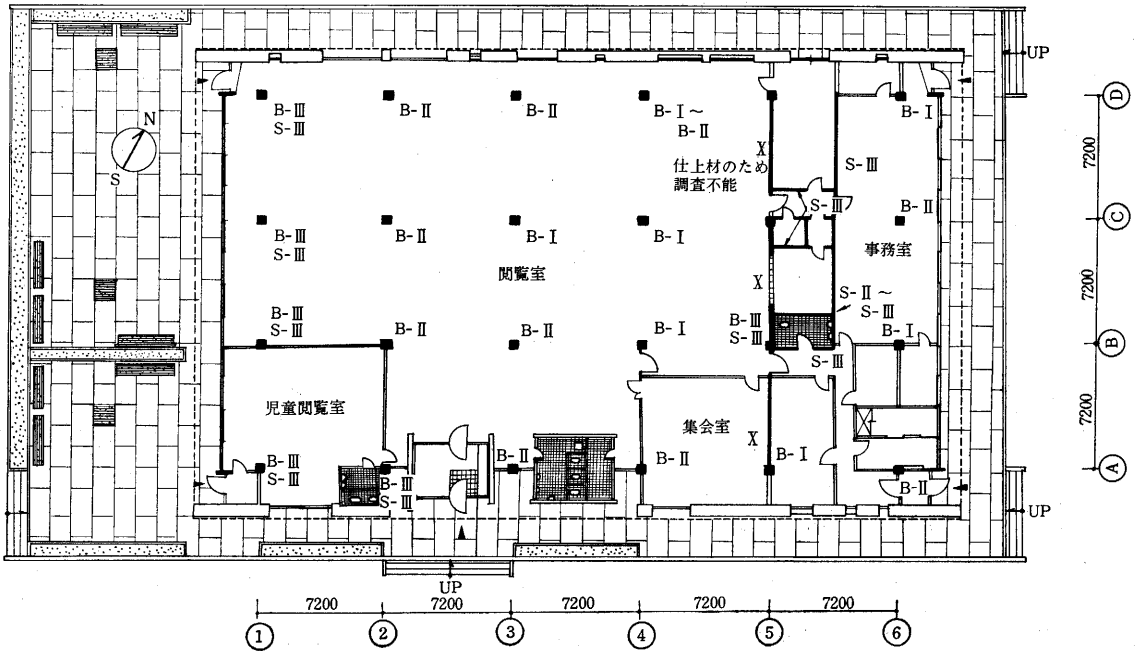 UP
N
S
B-Ⅲ
S-Ⅲ
B-Ⅱ
B-Ⅱ
B-Ⅰ～
B-Ⅱ
B-Ⅰ
D
X
仕上材のため
調査不能
S-Ⅲ
7200
S-Ⅲ
B-Ⅲ
S-Ⅲ
B-Ⅱ
B-Ⅰ
B-Ⅰ
B-Ⅱ
C
閲覧室
事務室
X
S-Ⅱ～
S-Ⅲ
7200
B-Ⅲ
S-Ⅲ
B-Ⅱ
B-Ⅱ
B-Ⅰ
B-Ⅲ
S-Ⅲ
B-Ⅰ
B
S-Ⅲ
児童閲覧室
集会室
X
7200
B-Ⅲ
S-Ⅲ
B-Ⅲ
S-Ⅲ
B-Ⅱ
B-Ⅱ
B-Ⅰ
B-Ⅱ
A
UP
UP
7200
7200
7200
7200
7200
1
2
3
4
5
6